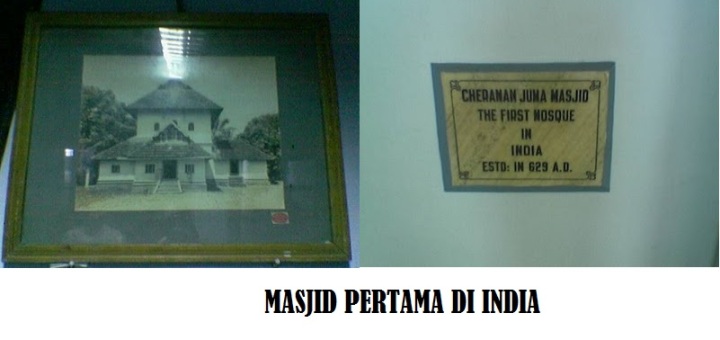 CHERAMAN JUMA MASJID
THE FIRST MOSQUE
IN
INDIA
ESTD: IN 629 A.D.
MASJID PERTAMA DI INDIA